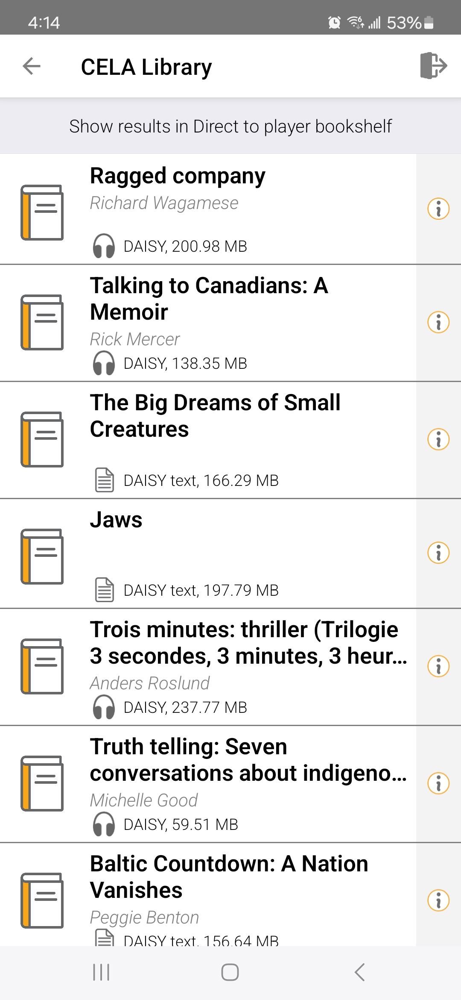 4:14
6
53%
CELA Library
Show results in Direct to player bookshelf
Ragged company
Richard Wagamese
DAISY, 200.98 MB
Talking to Canadians: A
Memoir
Rick Mercer
DAISY, 138.35 MB
The Big Dreams of Small
Creatures
DAISY text, 166.29 MB
Jaws
DAISY text, 197.79 MB
Trois minutes: thriller (Trilogie
3 secondes, 3 minutes, 3 heur...
Anders Roslund
DAISY, 237.77 MB
Truth telling: Seven
conversations about indigeno...
Michelle Good
DAISY, 59.51 MB
Baltic Countdown: A Nation
Vanishes
Peggie Benton
DAISY text, 156.64 MB